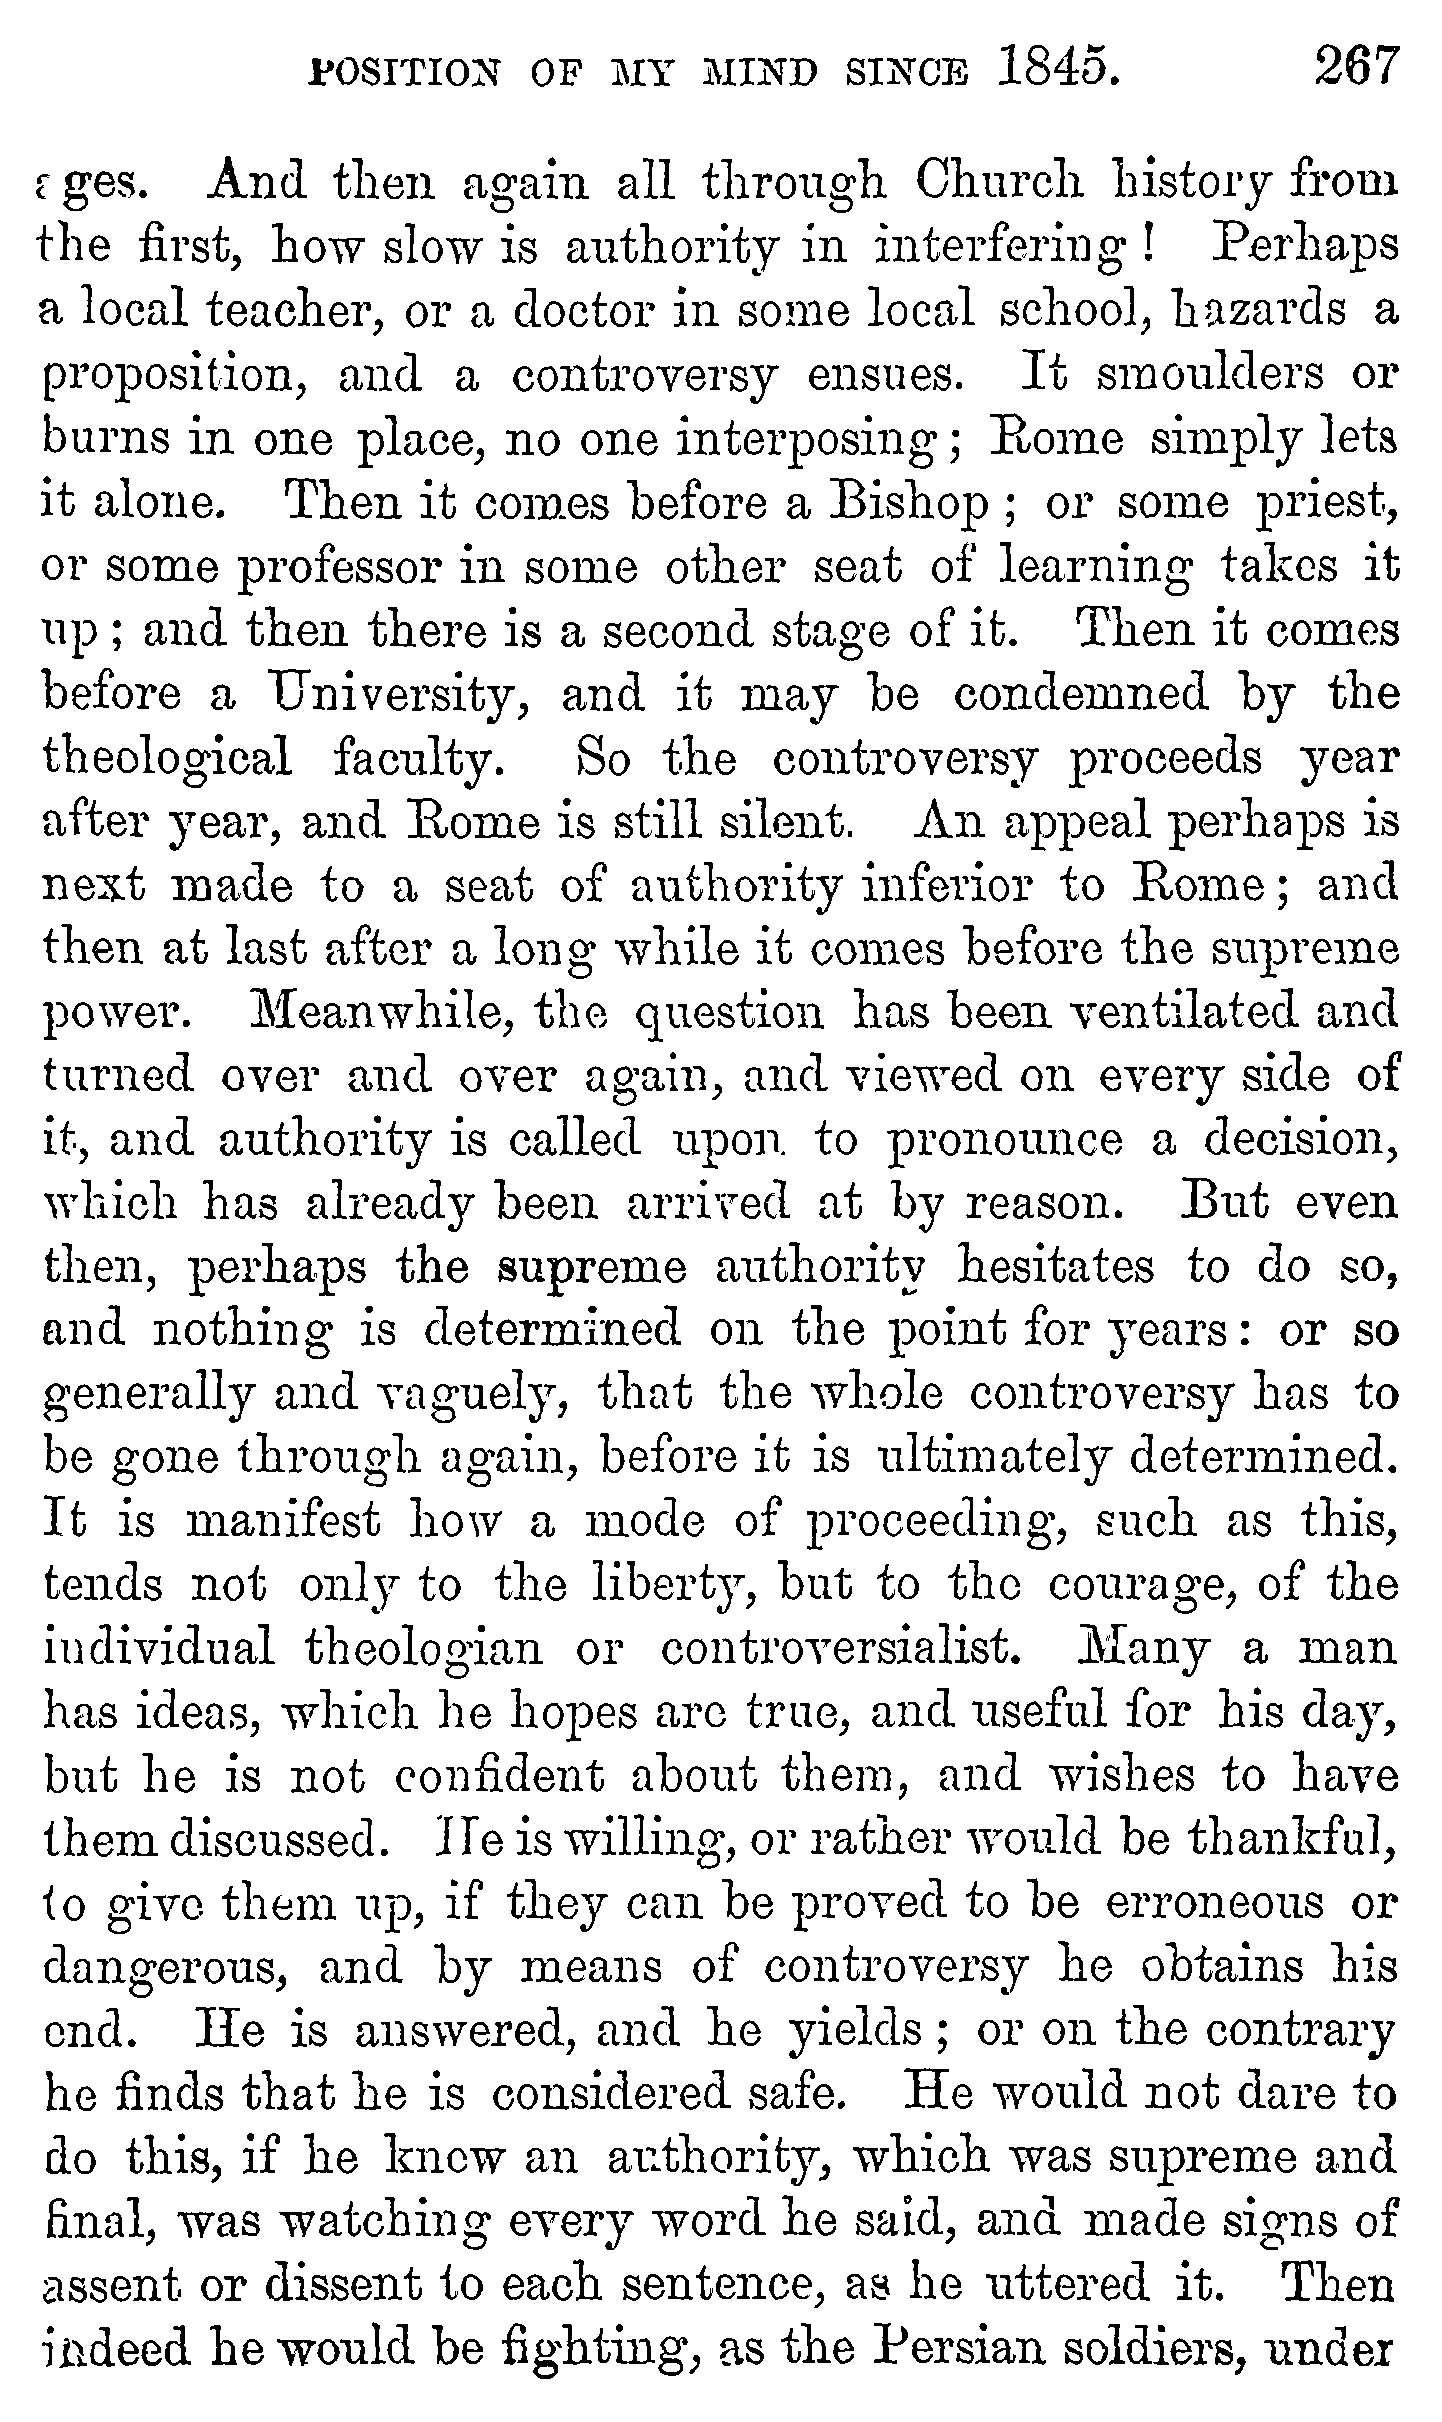 POSITION OF MY MIND SINCE 1845. 267
ages. And then again all through Church history from
the first, how slow is authority in interfering! Perhaps
a local teacher, or a doctor in some local school, hazards a
proposition, and a controversy ensues. It smoulders or
burns in one place, no one interposing; Rome simply lets
it alone. Then it comes before a Bishop; or some priest,
or some professor in some other seat of learning takes it
up; and then there is a second stage of it. Then it comes
before a University, and it may be condemned by the
theological faculty. So the controversy proceeds year
after year, and Rome is still silent. An appeal perhaps is
next made to a seat of authority inferior to Rome; and
then at last after a long while it comes before the supreme
power. Meanwhile, the question has been ventilated and
turned over and over again, and viewed on every side of
it, and authority is called upon to pronounce a decision,
which has already been arrived at by reason. But even
then, perhaps the supreme authority hesitates to do so,
and nothing is determined on the point for years: or so
generally and vaguely, that the whole controversy has to
be gone through again, before it is ultimately determined.
It is manifest how a mode of proceeding, such as this,
tends not only to the liberty, but to the courage, of the
individual theologian or controversialist. Many a man
has ideas, which he hopes are true, and useful for his day,
but he is not confident about them, and wishes to have
them discussed. He is willing, or rather would be thankful,
to give them up, if they can be proved to be erroneous or
dangerous, and by means of controversy he obtains his
end. He is answered, and he yields; or on the contrary
he finds that he is considered safe. He would not dare to
do this, if he knew an authority, which was supreme and
final, was watching every word he said, and made signs of
assent or dissent to each sentence, as he uttered it. Then
indeed he would be fighting, as the Persian soldiers, under